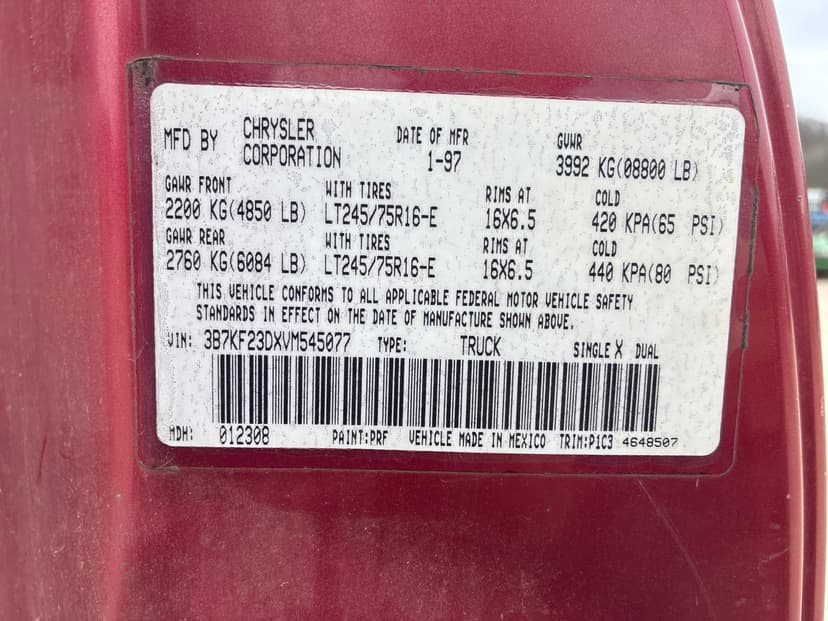 MFD BY CHRYSLER CORPORATION DATE OF MFR 1-97 GVWR 3992 KG(08800 LB)
GAWR FRONT WITH TIRES RIMS AT COLD
2200 KG(4850 LB) LT245/75R16-E 16X6.5 420 KPA(65 PSI)
GAWR REAR WITH TIRES RIMS AT COLD
2760 KG(6084 LB) LT245/75R16-E 16X6.5 440 KPA(80 PSI)
THIS VEHICLE CONFORMS TO ALL APPLICABLE FEDERAL MOTOR VEHICLE SAFETY
STANDARDS IN EFFECT ON THE DATE OF MANUFACTURE SHOWN ABOVE.
VIN: 3B7KF23DXVM545077 TYPE: TRUCK SINGLE X DUAL
MDH: 012308 PAINT:PRF VEHICLE MADE IN MEXICO TRIM:P1C3 4648507